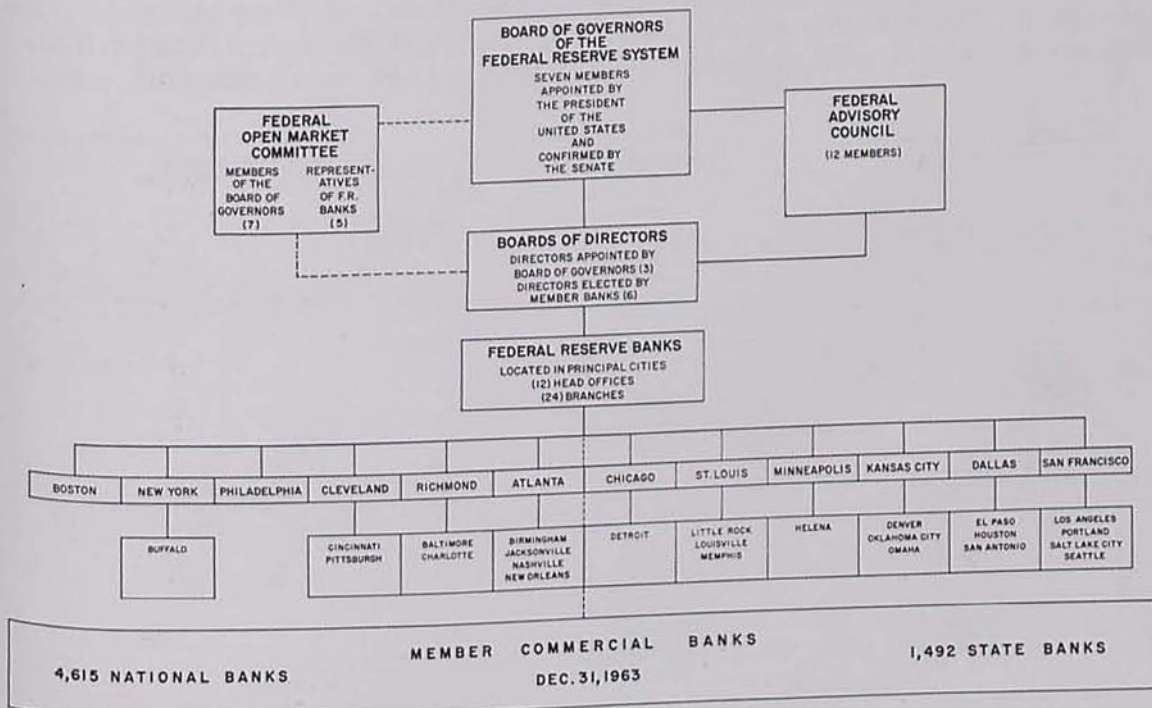 BOARD OF GOVERNORS
OF THE
FEDERAL RESERVE SYSTEM
SEVEN MEMBERS
APPOINTED BY
THE PRESIDENT
OF THE
UNITED STATES
AND
CONFIRMED BY
THE SENATE
FEDERAL
OPEN MARKET
COMMITTEE
MEMBERS
OF THE
BOARD OF
GOVERNORS
(7)
REPRESENT-
ATIVES
OF F.R.
BANKS
(5)
FEDERAL
ADVISORY
COUNCIL
(12 MEMBERS)
BOARDS OF DIRECTORS
DIRECTORS APPOINTED BY
BOARD OF GOVERNORS (3)
DIRECTORS ELECTED BY
MEMBER BANKS (6)
FEDERAL RESERVE BANKS
LOCATED IN PRINCIPAL CITIES
(12) HEAD OFFICES
(24) BRANCHES
BOSTON
NEW YORK
PHILADELPHIA
CLEVELAND
RICHMOND
ATLANTA
CHICAGO
ST. LOUIS
MINNEAPOLIS
KANSAS CITY
DALLAS
SAN FRANCISCO
BUFFALO
CINCINNATI
PITTSBURGH
BALTIMORE
CHARLOTTE
BIRMINGHAM
JACKSONVILLE
NASHVILLE
NEW ORLEANS
DETROIT
LITTLE ROCK
LOUISVILLE
MEMPHIS
HELENA
DENVER
OKLAHOMA CITY
OMAHA
EL PASO
HOUSTON
SAN ANTONIO
LOS ANGELES
PORTLAND
SALT LAKE CITY
SEATTLE
MEMBER COMMERCIAL BANKS
4,615 NATIONAL BANKS
DEC. 31, 1963
1,492 STATE BANKS